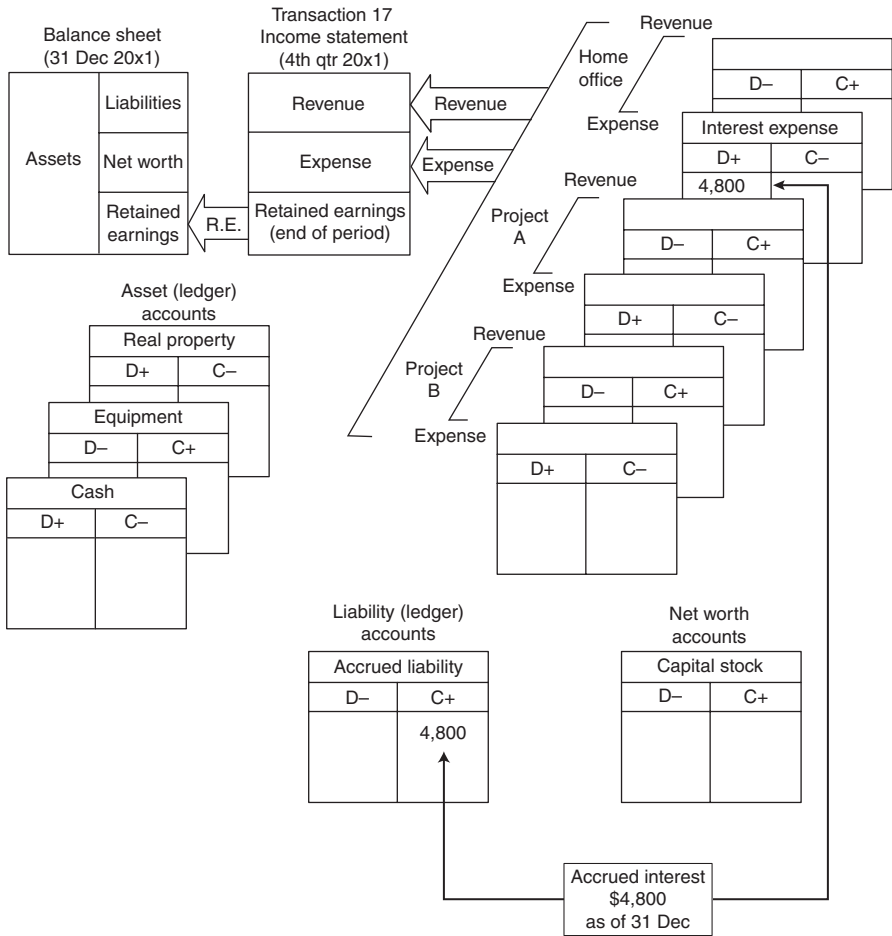 Balance sheet
(31 Dec 20x1)
Assets
Liabilities
Net worth
Retained
earnings
Transaction 17
Income statement
(4th qtr 20x1)
Revenue
Expense
Retained earnings
(end of period)
R.E.
Revenue
Expense
Home
office
Revenue
Expense
D– C+
Interest expense
D+ C–
4,800
Project
A
Revenue
Expense
D– C+
D+ C–
Project
B
Revenue
Expense
D– C+
D+ C–
Asset (ledger)
accounts
Real property
D+ C–
Equipment
D– C+
Cash
D+ C–
Liability (ledger)
accounts
Accrued liability
D– C+
4,800
Net worth
accounts
Capital stock
D– C+
Accrued interest
$4,800
as of 31 Dec